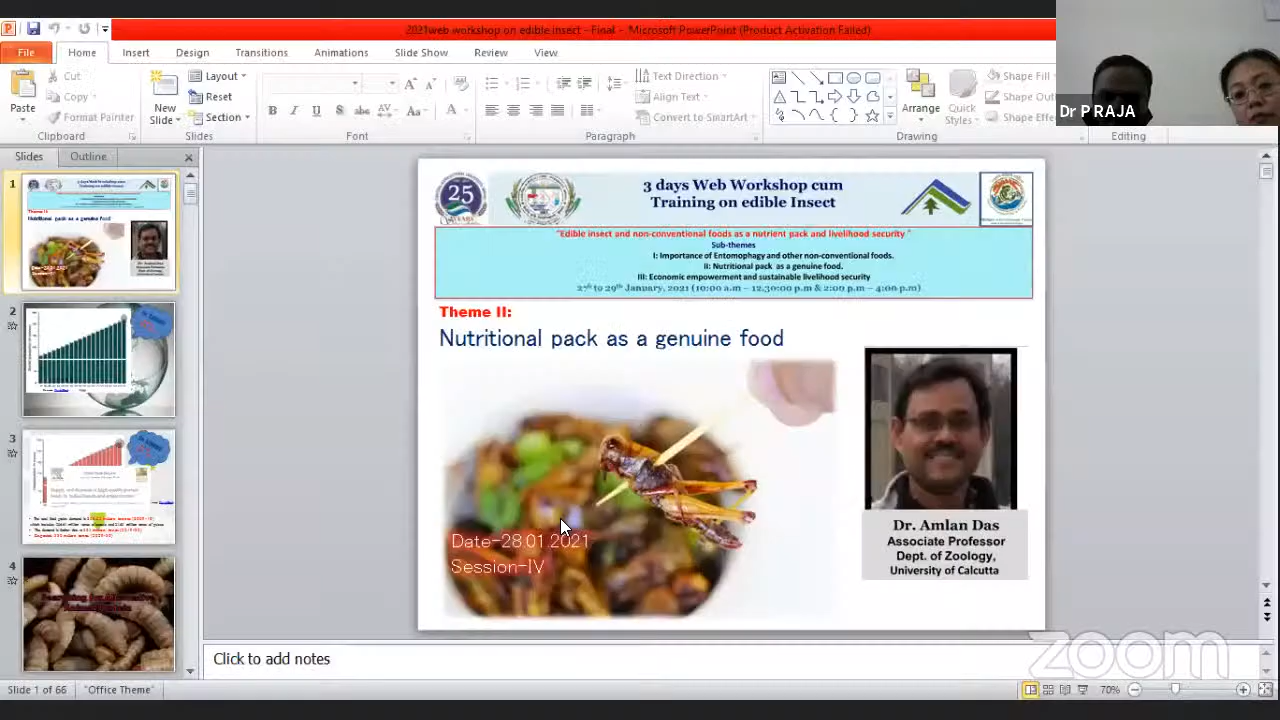 2021web workshop on edible insect -Final - Microsoft PowerPoint (Product Activation Failed)
File Home Insert Design Transitions Animations Slide Show Review View
Paste
Cut
Copy
Format Painter
Clipboard
New
Slide
Layout
Reset
Section
Slides
Font
Text Direction
Align Text
Convert to SmartArt
Paragraph
Arrange
Quick
Styles
Shape Fill
Drawing
Editing
Dr P RAJA
Slides Outline
1
2
3
4
3 days Web Workshop cum
Training on edible Insect
"Edible insect and non-conventional foods as a nutrient pack and livelihood security "
Sub-themes
I: Importance of Entomophagy and other non-conventional foods.
II: Nutritional pack as a genuine food.
III: Economic empowerment and sustainable livelihood security
27th to 29th January, 2021 (10:00 a.m – 12.30:00 p.m & 2:00 p.m – 4:00 p.m)
Theme II:
Nutritional pack as a genuine food
25
Date-28.01.2021
Session-IV
Dr. Amlan Das
Associate Professor
Dept. of Zoology,
University of Calcutta
Click to add notes
zoom
Slide 1 of 66 "Office Theme" 70%